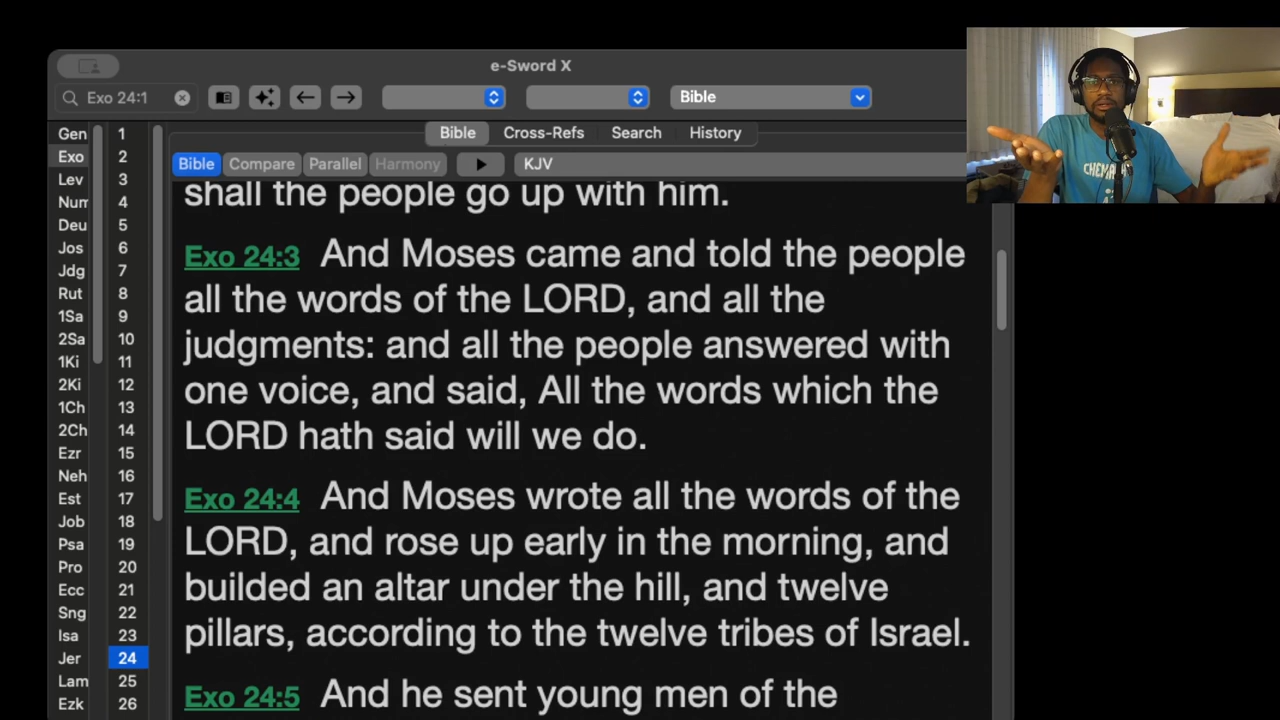 e-Sword X
Exo 24:1
Bible
Bible Cross-Refs Search History
Bible Compare Parallel Harmony KJV
Gen
Exo
Lev
Num
Deu
Jos
Jdg
Rut
1Sa
2Sa
1Ki
2Ki
1Ch
2Ch
Ezr
Neh
Est
Job
Psa
Pro
Ecc
Sng
Isa
Jer
Lam
Ezk
1
2
3
4
5
6
7
8
9
10
11
12
13
14
15
16
17
18
19
20
21
22
23
24
25
26
shall the people go up with him.
Exo 24:3 And Moses came and told the people
all the words of the LORD, and all the
judgments: and all the people answered with
one voice, and said, All the words which the
LORD hath said will we do.
Exo 24:4 And Moses wrote all the words of the
LORD, and rose up early in the morning, and
builded an altar under the hill, and twelve
pillars, according to the twelve tribes of Israel.
Exo 24:5 And he sent young men of the